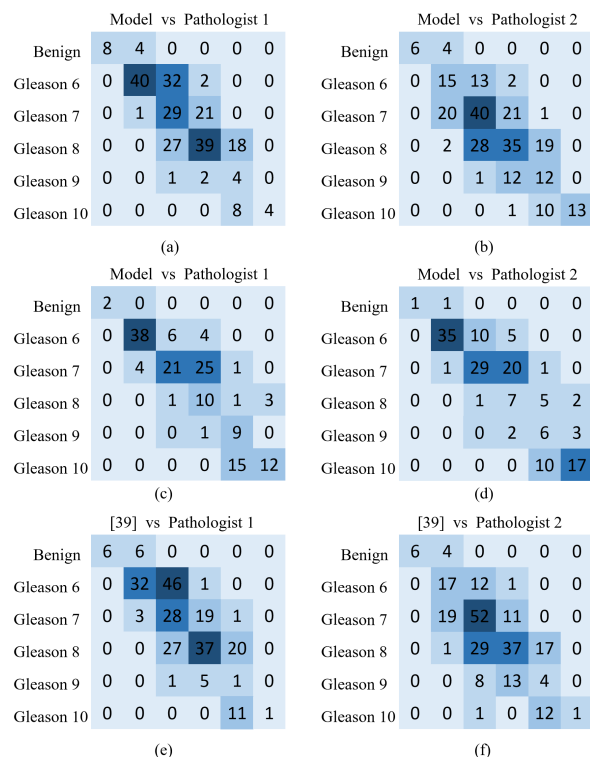 Model vs Pathologist 1
Benign 8 4 0 0 0 0
Gleason 6 0 40 32 2 0 0
Gleason 7 0 1 29 21 0 0
Gleason 8 0 0 27 39 18 0
Gleason 9 0 0 1 2 4 0
Gleason 10 0 0 0 0 8 4
(a)
Model vs Pathologist 2
Benign 6 4 0 0 0 0
Gleason 6 0 15 13 2 0 0
Gleason 7 0 20 40 21 1 0
Gleason 8 0 2 28 35 19 0
Gleason 9 0 0 1 12 12 0
Gleason 10 0 0 0 1 10 13
(b)
Model vs Pathologist 1
Benign 2 0 0 0 0 0
Gleason 6 0 38 6 4 0 0
Gleason 7 0 4 21 25 1 0
Gleason 8 0 0 1 10 1 3
Gleason 9 0 0 0 1 9 0
Gleason 10 0 0 0 0 15 12
(c)
Model vs Pathologist 2
Benign 1 1 0 0 0 0
Gleason 6 0 35 10 5 0 0
Gleason 7 0 1 29 20 1 0
Gleason 8 0 0 1 7 5 2
Gleason 9 0 0 0 2 6 3
Gleason 10 0 0 0 0 10 17
(d)
[39] vs Pathologist 1
Benign 6 6 0 0 0 0
Gleason 6 0 32 46 1 0 0
Gleason 7 0 3 28 19 1 0
Gleason 8 0 0 27 37 20 0
Gleason 9 0 0 1 5 1 0
Gleason 10 0 0 0 0 11 1
(e)
[39] vs Pathologist 2
Benign 6 4 0 0 0 0
Gleason 6 0 17 12 1 0 0
Gleason 7 0 19 52 11 0 0
Gleason 8 0 1 29 37 17 0
Gleason 9 0 0 8 13 4 0
Gleason 10 0 0 1 0 12 1
(f)